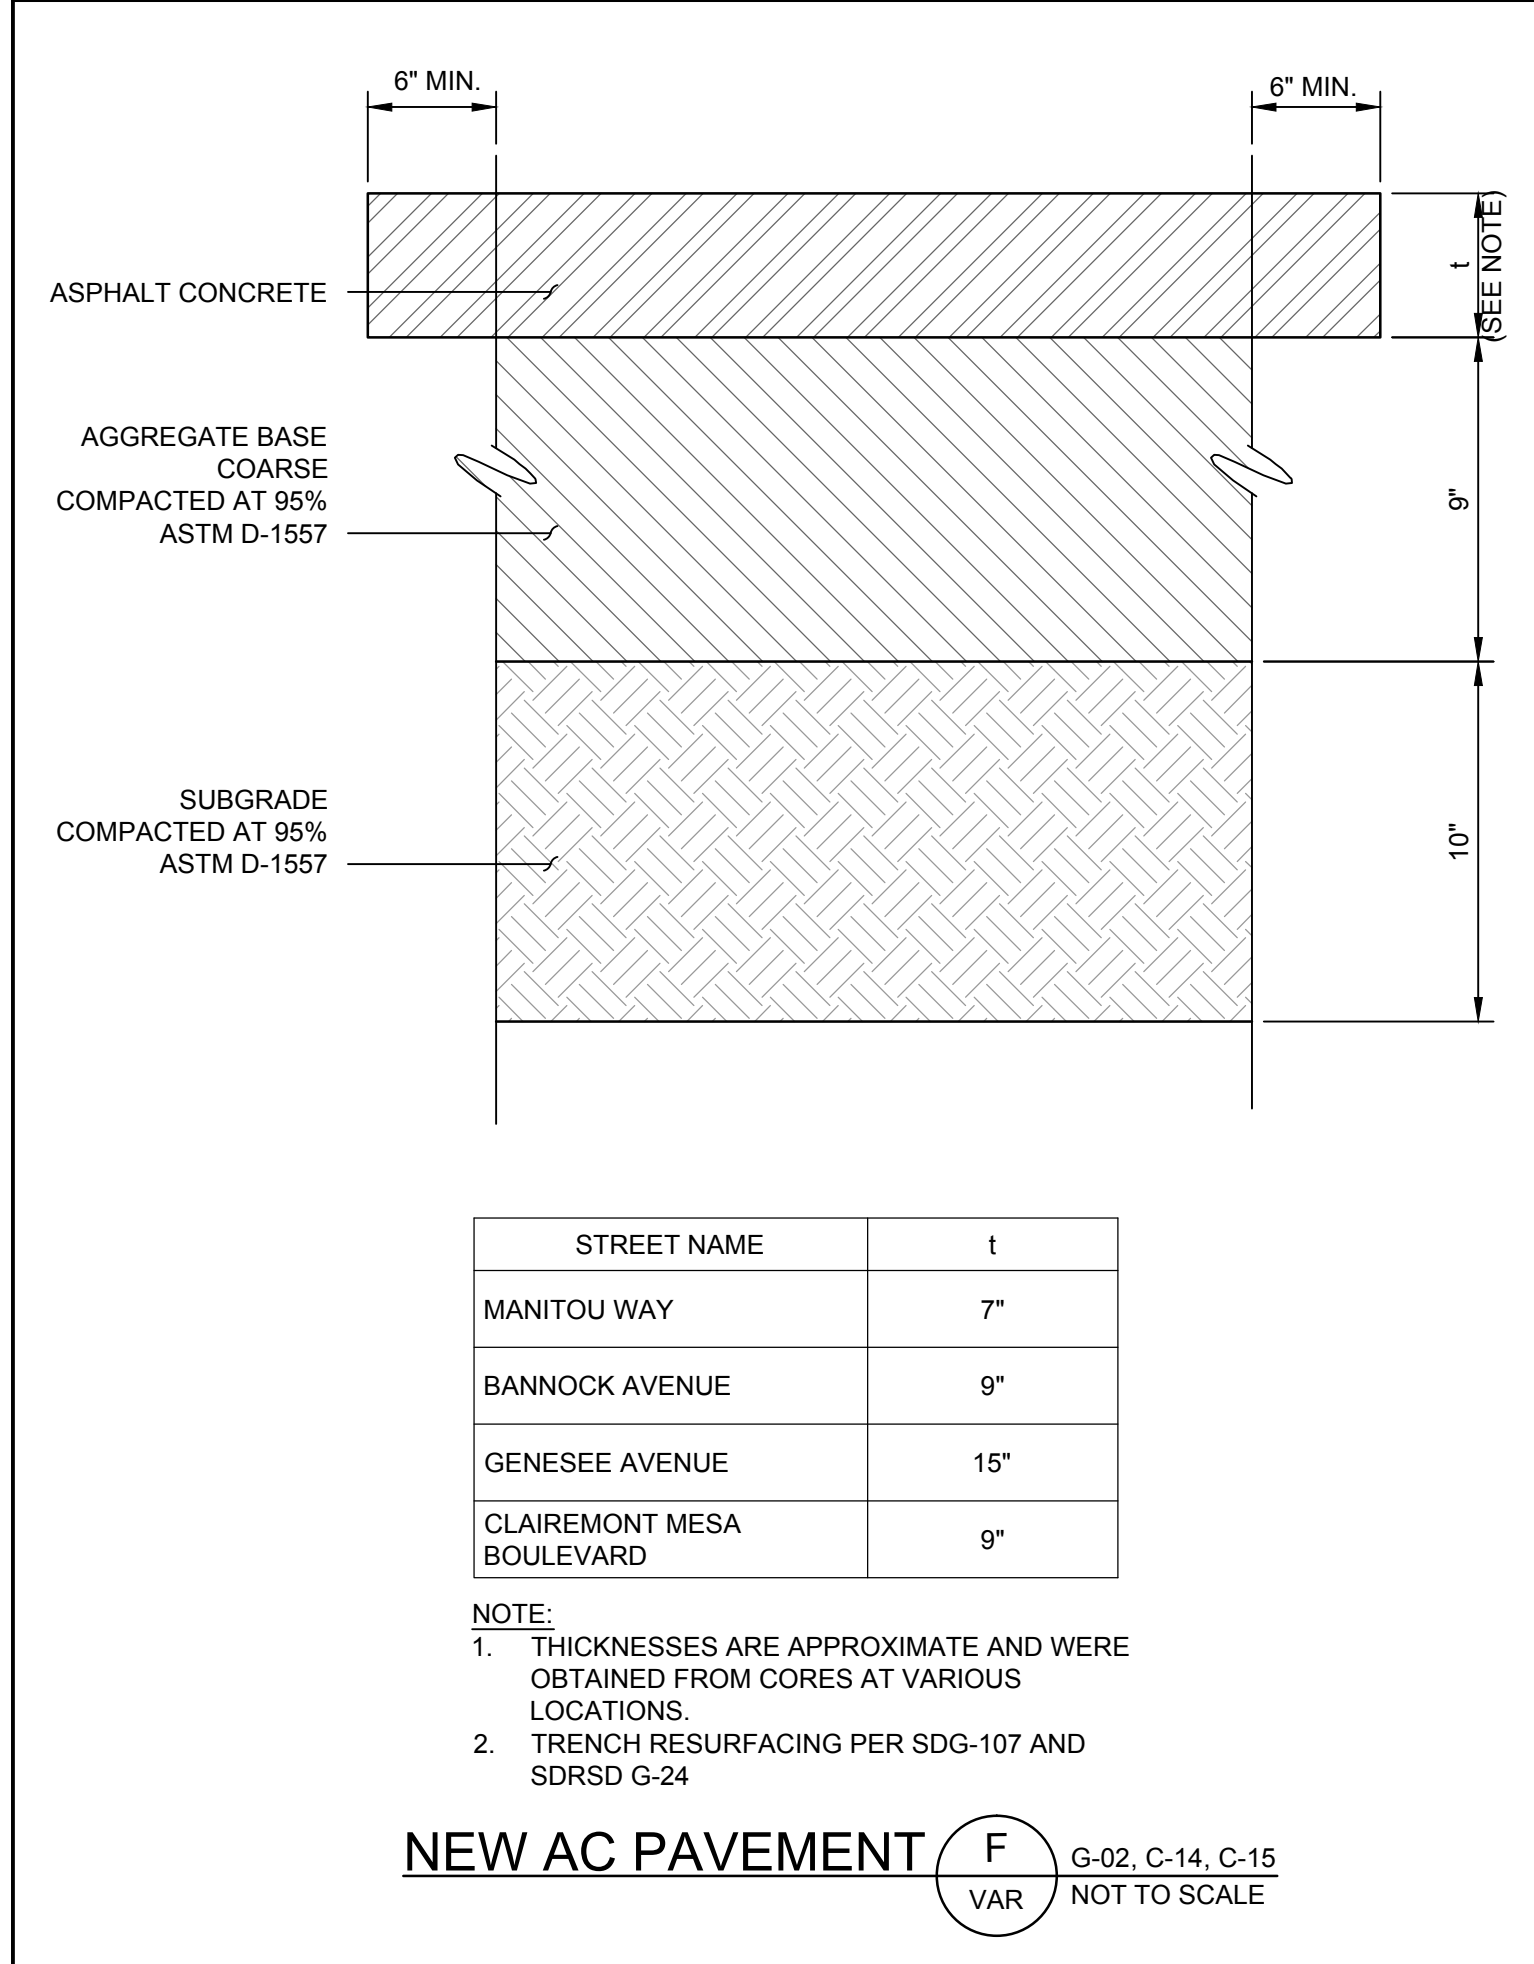 6" MIN.
6" MIN.
ASPHALT CONCRETE
t
(SEE NOTE)
AGGREGATE BASE
COARSE
COMPACTED AT 95%
ASTM D-1557
9"
SUBGRADE
COMPACTED AT 95%
ASTM D-1557
10"
STREET NAME t
MANITOU WAY 7"
BANNOCK AVENUE 9"
GENESEE AVENUE 15"
CLAIREMONT MESA
BOULEVARD 9"
NOTE:
1. THICKNESSES ARE APPROXIMATE AND WERE
OBTAINED FROM CORES AT VARIOUS
LOCATIONS.
2. TRENCH RESURFACING PER SDG-107 AND
SDRSD G-24
NEW AC PAVEMENT
F
VAR
G-02, C-14, C-15
NOT TO SCALE